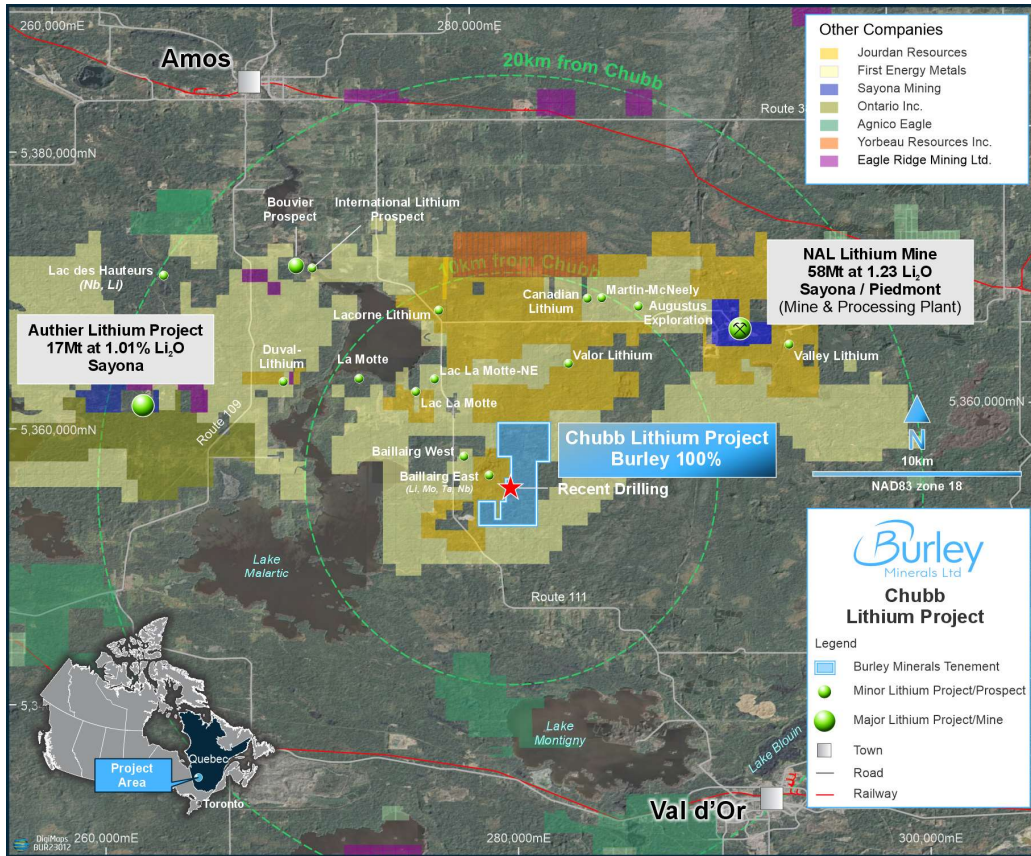 260,000mE
280,000mE
Amos
20km from Chubb
Route 3
5,380,000mN
Other Companies
Jourdan Resources
First Energy Metals
Sayona Mining
Ontario Inc.
Agnico Eagle
Yorbeau Resources Inc.
Eagle Ridge Mining Ltd.
Bouvier
Prospect
International Lithium
Prospect
Lac des Hauteurs
(Nb, Li)
10km from Chubb
Canadian
Lithium
Martin-McNeely
Augustus
Exploration
Lacorne Lithium
NAL Lithium Mine
58Mt at 1.23 Li₂O
Sayona / Piedmont
(Mine & Processing Plant)
Authier Lithium Project
17Mt at 1.01% Li₂O
Sayona
Duval-
Lithium
La Motte
Lac La Motte-NE
Valor Lithium
Valley Lithium
Lac La Motte
5,360,000mN
5,360,000mN
Route 109
N
10km
NAD83 zone 18
Chubb Lithium Project
Burley 100%
Baillairg West
Baillairg East
(Li, Mo, Ta, Nb)
Recent Drilling
Lake
Malartic
Route 111
Burley
Minerals Ltd
Chubb
Lithium Project
Legend
Burley Minerals Tenement
Minor Lithium Project/Prospect
Major Lithium Project/Mine
Town
Road
Railway
5,3
Lake
Montigny
Lake Blouin
Quebec
Project
Area
Toronto
Val d'Or
DigiMaps
BUR23012
260,000mE
280,000mE
300,000mE